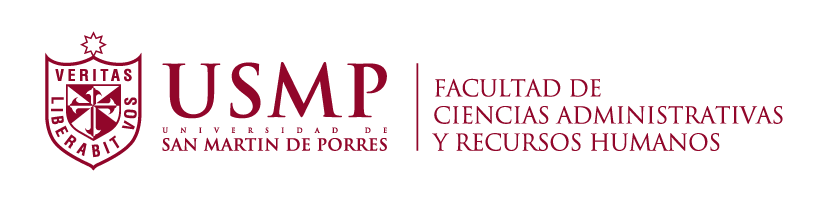 VERITAS
LIBERABIT VOS
USMP
UNIVERSIDAD DE
SAN MARTIN DE PORRES
FACULTAD DE
CIENCIAS ADMINISTRATIVAS
Y RECURSOS HUMANOS